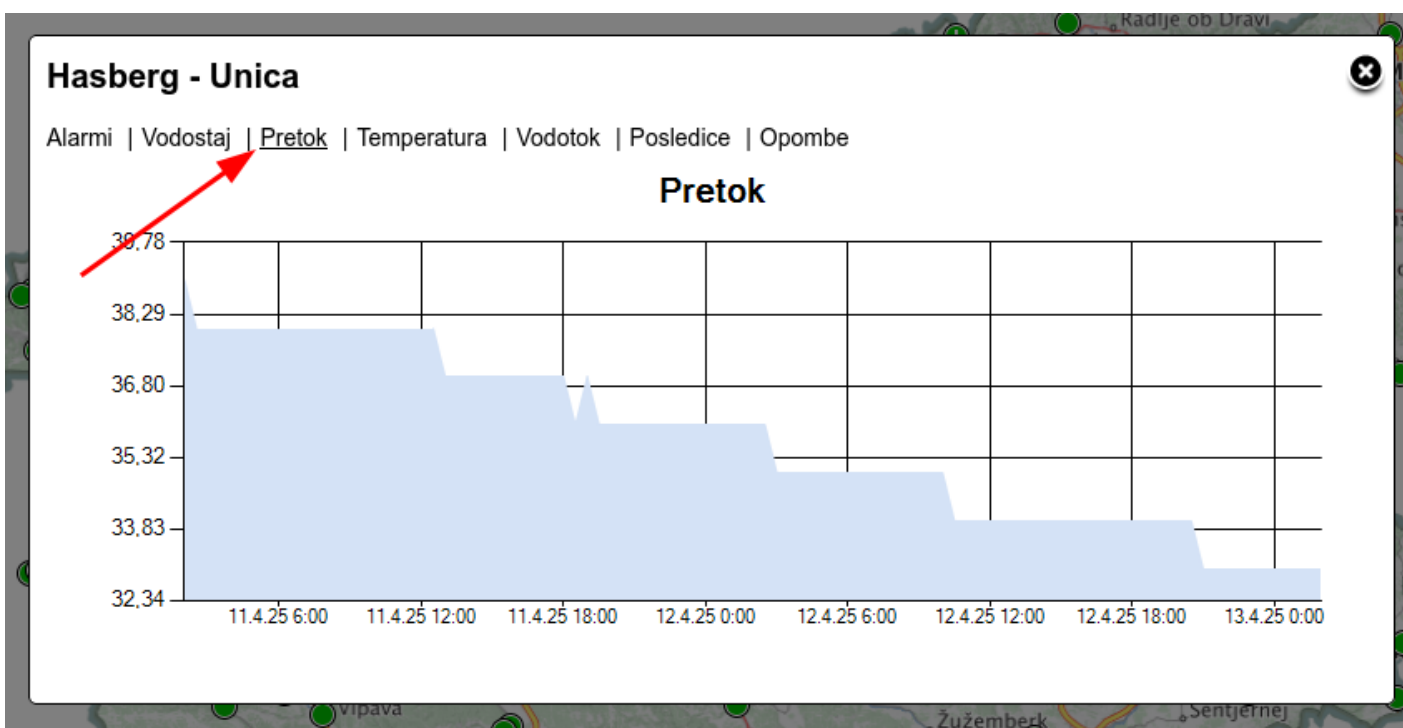 Radlje ob Dravi
Hasberg - Unica
Alarmi | Vodostaj | Pretok | Temperatura | Vodotok | Posledice | Opombe
Pretok
39,78
38,29
36,80
35,32
33,83
32,34
11.4.25 6:00 11.4.25 12:00 11.4.25 18:00 12.4.25 0:00 12.4.25 6:00 12.4.25 12:00 12.4.25 18:00 13.4.25 0:00
Vipava
Žužemberk
Šentjernej